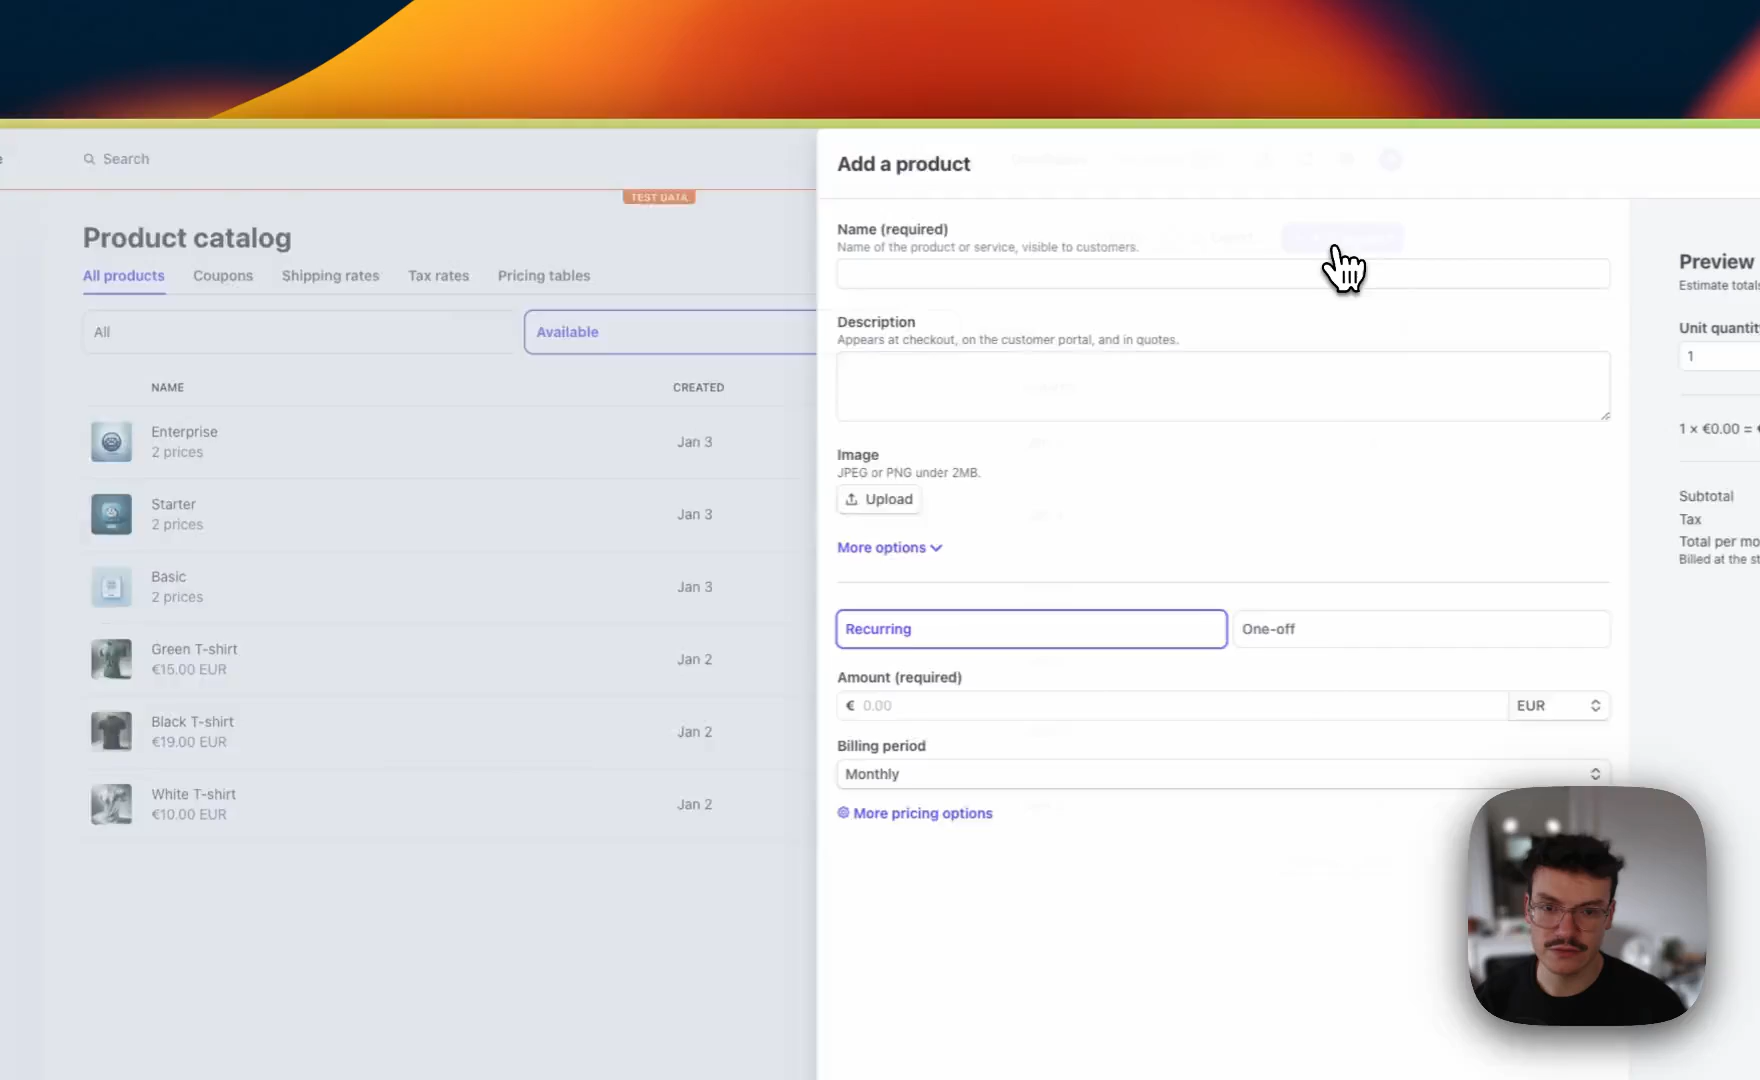 e
Search
TEST DATA
Product catalog
All products
Coupons
Shipping rates
Tax rates
Pricing tables
All
Available
NAME
CREATED
Enterprise
2 prices
Jan 3
Starter
2 prices
Jan 3
Basic
2 prices
Jan 3
Green T-shirt
€15.00 EUR
Jan 2
Black T-shirt
€19.00 EUR
Jan 2
White T-shirt
€10.00 EUR
Jan 2
Add a product
Name (required)
Name of the product or service, visible to customers.
Description
Appears at checkout, on the customer portal, and in quotes.
Image
JPEG or PNG under 2MB.
Upload
More options
Recurring
One-off
Amount (required)
€ 0.00
EUR
Billing period
Monthly
More pricing options
Preview
Estimate totals
Unit quantity
1
1 × €0.00 =
Subtotal
Tax
Total per mo
Billed at the st